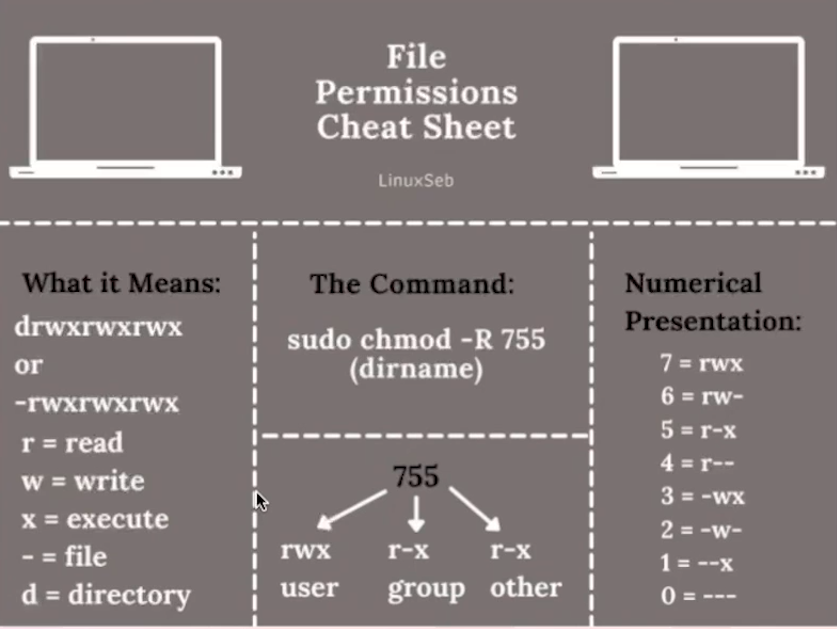 File
Permissions
Cheat Sheet
LinuxSeb
What it Means:
drwxrwxrwx
or
-rwxrwxrwx
r = read
w = write
x = execute
- = file
d = directory
The Command:
sudo chmod -R 755
(dirname)
755
rwx r-x r-x
user group other
Numerical
Presentation:
7 = rwx
6 = rw-
5 = r-x
4 = r--
3 = -wx
2 = -w-
1 = --x
0 = ---